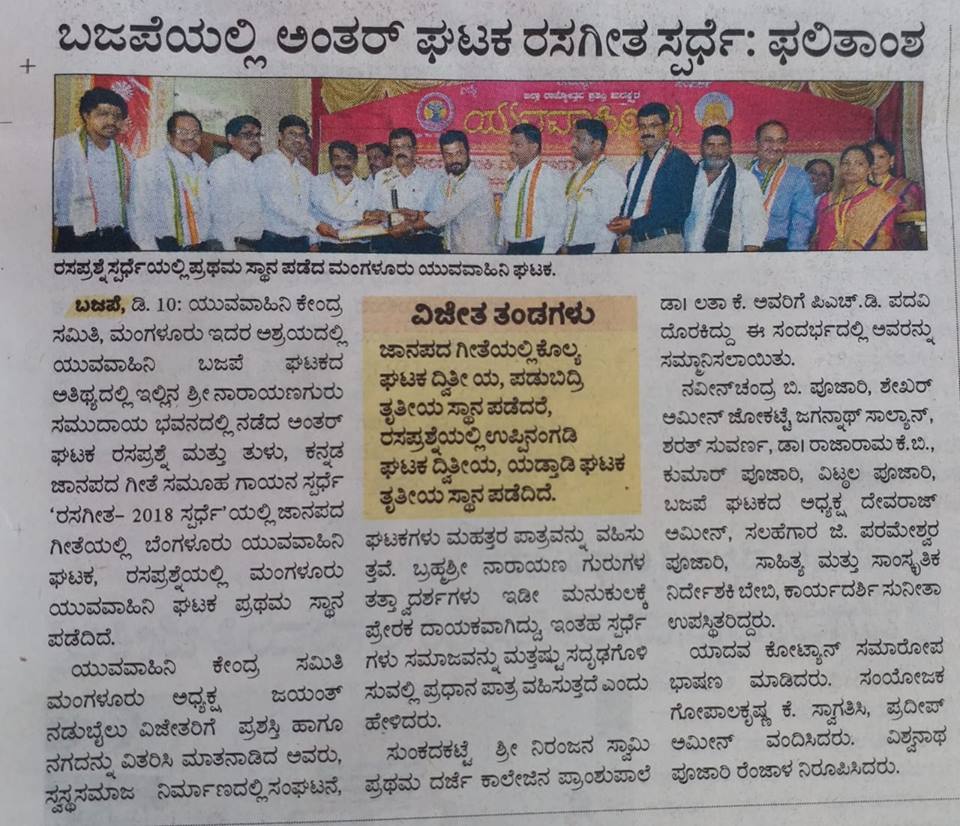 ಬಜಪೆಯಲ್ಲಿ ಅಂತರ್ ಘಟಕ ರಸಗೀತ ಸ್ಪರ್ಧೆ: ಫಲಿತಾಂಶ
ಯುವವಾಹಿನಿ
ರಸಪ್ರಶ್ನೆ ಸ್ಪರ್ಧೆಯಲ್ಲಿ ಪ್ರಥಮ ಸ್ಥಾನ ಪಡೆದ ಮಂಗಳೂರು ಯುವವಾಹಿನಿ ಘಟಕ.
ಬಜಪೆ, ಡಿ. 10: ಯುವವಾಹಿನಿ ಕೇಂದ್ರ
ಸಮಿತಿ, ಮಂಗಳೂರು ಇದರ ಆಶ್ರಯದಲ್ಲಿ
ಯುವವಾಹಿನಿ ಬಜಪೆ ಘಟಕದ
ಅತಿಥ್ಯದಲ್ಲಿ ಇಲ್ಲಿನ ಶ್ರೀ ನಾರಾಯಣಗುರು
ಸಮುದಾಯ ಭವನದಲ್ಲಿ ನಡೆದ ಅಂತರ್
ಘಟಕ ರಸಪ್ರಶ್ನೆ ಮತ್ತು ತುಳು, ಕನ್ನಡ
ಜಾನಪದ ಗೀತೆ ಸಮೂಹ ಗಾಯನ ಸ್ಪರ್ಧೆ
‘ರಸಗೀತ– 2018 ಸ್ಪರ್ಧೆ’ಯಲ್ಲಿ ಜಾನಪದ
ಗೀತೆಯಲ್ಲಿ ಬೆಂಗಳೂರು ಯುವವಾಹಿನಿ
ಘಟಕ, ರಸಪ್ರಶ್ನೆಯಲ್ಲಿ ಮಂಗಳೂರು
ಯುವವಾಹಿನಿ ಘಟಕ ಪ್ರಥಮ ಸ್ಥಾನ
ಪಡೆದಿದೆ.
ಯುವವಾಹಿನಿ ಕೇಂದ್ರ ಸಮಿತಿ
ಮಂಗಳೂರು ಅಧ್ಯಕ್ಷ ಜಯಂತ್
ನಡುಬೈಲು ವಿಜೇತರಿಗೆ ಪ್ರಶಸ್ತಿ ಹಾಗೂ
ನಗದನ್ನು ವಿತರಿಸಿ ಮಾತನಾಡಿದ ಅವರು,
ಸ್ವಸ್ಥಸಮಾಜ ನಿರ್ಮಾಣದಲ್ಲಿ ಸಂಘಟನೆ,
ವಿಜೇತ ತಂಡಗಳು
ಜಾನಪದ ಗೀತೆಯಲ್ಲಿ ಕೊಲ್ಯ
ಘಟಕ ದ್ವಿತೀ ಯ, ಪಡುಬಿದ್ರಿ
ತೃತೀಯ ಸ್ಥಾನ ಪಡೆದರೆ,
ರಸಪ್ರಶ್ನೆಯಲ್ಲಿ ಉಪ್ಪಿನಂಗಡಿ
ಘಟಕ ದ್ವಿತೀಯ, ಯಡ್ತಾಡಿ ಘಟಕ
ತೃತೀಯ ಸ್ಥಾನ ಪಡೆದಿದೆ.
ಘಟಕಗಳು ಮಹತ್ತರ ಪಾತ್ರವನ್ನು ವಹಿಸು
ತ್ತವೆ. ಬ್ರಹ್ಮಶ್ರೀ ನಾರಾಯಣ ಗುರುಗಳ
ತತ್ತ್ವಾದರ್ಶಗಳು ಇಡೀ ಮನುಕುಲಕ್ಕೆ
ಪ್ರೇರಕ ದಾಯಕವಾಗಿದ್ದು, ಇಂತಹ ಸ್ಪರ್ಧೆ
ಗಳು ಸಮಾಜವನ್ನು ಮತ್ತಷ್ಟು ಸದೃಢಗೊಳಿ
ಸುವಲ್ಲಿ ಪ್ರಧಾನ ಪಾತ್ರ ವಹಿಸುತ್ತದೆ ಎಂದು
ಹೇಳಿದರು.
ಸುಂಕದಕಟ್ಟೆ ಶ್ರೀ ನಿರಂಜನ ಸ್ವಾಮಿ
ಪ್ರಥಮ ದರ್ಜೆ ಕಾಲೇಜಿನ ಪ್ರಾಂಶುಪಾಲೆ
ಡಾ। ಲತಾ ಕೆ. ಅವರಿಗೆ ಪಿಎಚ್.ಡಿ. ಪದವಿ
ದೊರಕಿದ್ದು ಈ ಸಂದರ್ಭದಲ್ಲಿ ಅವರನ್ನು
ಸಮ್ಮಾನಿಸಲಾಯಿತು.
ನವೀನ್‌ಚಂದ್ರ ಬಿ. ಪೂಜಾರಿ, ಶೇಖರ್
ಅಮೀನ್ ಜೋಕಟ್ಟೆ, ಜಗನ್ನಾಥ್ ಸಾಲ್ಯಾನ್,
ಶರತ್ ಸುವರ್ಣ, ಡಾ। ರಾಜಾರಾಮ ಕೆ.ಬಿ.,
ಕುಮಾರ್ ಪೂಜಾರಿ, ವಿಟ್ಠಲ ಪೂಜಾರಿ,
ಬಜಪೆ ಘಟಕದ ಅಧ್ಯಕ್ಷ ದೇವರಾಜ್
ಅಮೀನ್, ಸಲಹೆಗಾರ ಜಿ. ಪರಮೇಶ್ವರ
ಪೂಜಾರಿ, ಸಾಹಿತ್ಯ ಮತ್ತು ಸಾಂಸ್ಕೃತಿಕ
ನಿರ್ದೇಶಕಿ ಬೇಬಿ, ಕಾರ್ಯದರ್ಶಿ ಸುನೀತಾ
ಉಪಸ್ಥಿತರಿದ್ದರು.
ಯಾದವ ಕೋಟ್ಯಾನ್ ಸಮಾರೋಪ
ಭಾಷಣ ಮಾಡಿದರು. ಸಂಯೋಜಕ
ಗೋಪಾಲಕೃಷ್ಣ ಕೆ. ಸ್ವಾಗತಿಸಿ, ಪ್ರದೀಪ್
ಅಮೀನ್ ವಂದಿಸಿದರು. ವಿಶ್ವನಾಥ
ಪೂಜಾರಿ ರೆಂಜಾಳ ನಿರೂಪಿಸಿದರು.